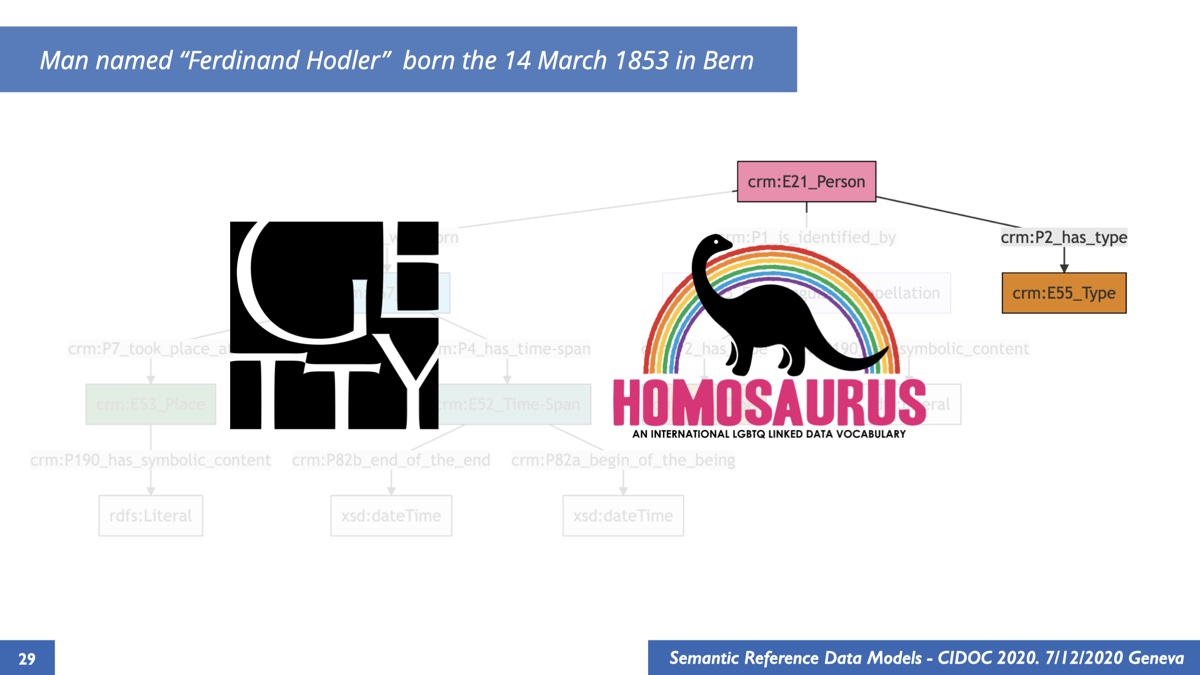 Man named “Ferdinand Hodler” born the 14 March 1853 in Bern
crm:E21_Person
crm:P1_is_identified_by
crm:P2_has_type
crm:E55_Type
GETTY
crm:P7_took_place_at
crm:P4_has_time-span
symbolic_content
crm:E53_Place
crm:E52_Time-Span
HOMOSAURUS
AN INTERNATIONAL LGBTQ LINKED DATA VOCABULARY
crm:P190_has_symbolic_content
crm:P82b_end_of_the_end
crm:P82a_begin_of_the_being
rdfs:Literal
xsd:dateTime
xsd:dateTime
29
Semantic Reference Data Models - CIDOC 2020. 7/12/2020 Geneva